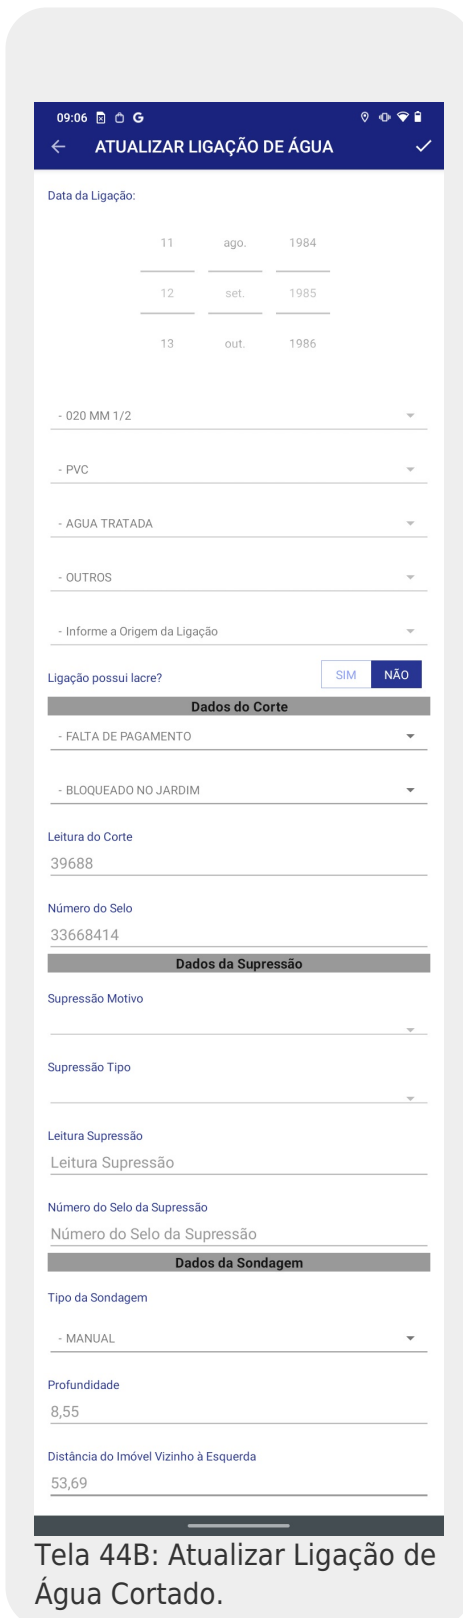 09:06 G
ATUALIZAR LIGAÇÃO DE ÁGUA
Data da Ligação:
11 ago. 1984
12 set. 1985
13 out. 1986
- 020 MM 1/2
- PVC
- AGUA TRATADA
- OUTROS
- Informe a Origem da Ligação
Ligação possui lacre? SIM NÃO
Dados do Corte
- FALTA DE PAGAMENTO
- BLOQUEADO NO JARDIM
Leitura do Corte
39688
Número do Selo
33668414
Dados da Supressão
Supressão Motivo
Supressão Tipo
Leitura Supressão
Leitura Supressão
Número do Selo da Supressão
Número do Selo da Supressão
Dados da Sondagem
Tipo da Sondagem
- MANUAL
Profundidade
8,55
Distância do Imóvel Vizinho à Esquerda
53,69
Tela 44B: Atualizar Ligação de
Água Cortado.